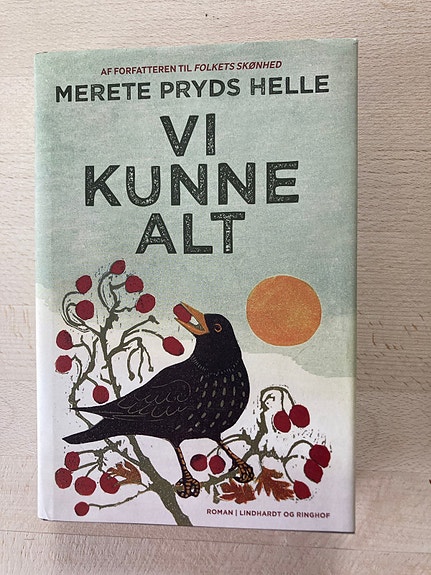 AF FORFATTEREN TIL FOLKETS SKØNHED
MERETE PRYDS HELLE
VI
KUNNE
ALT
ROMAN | LINDHARDT OG RINGHOF